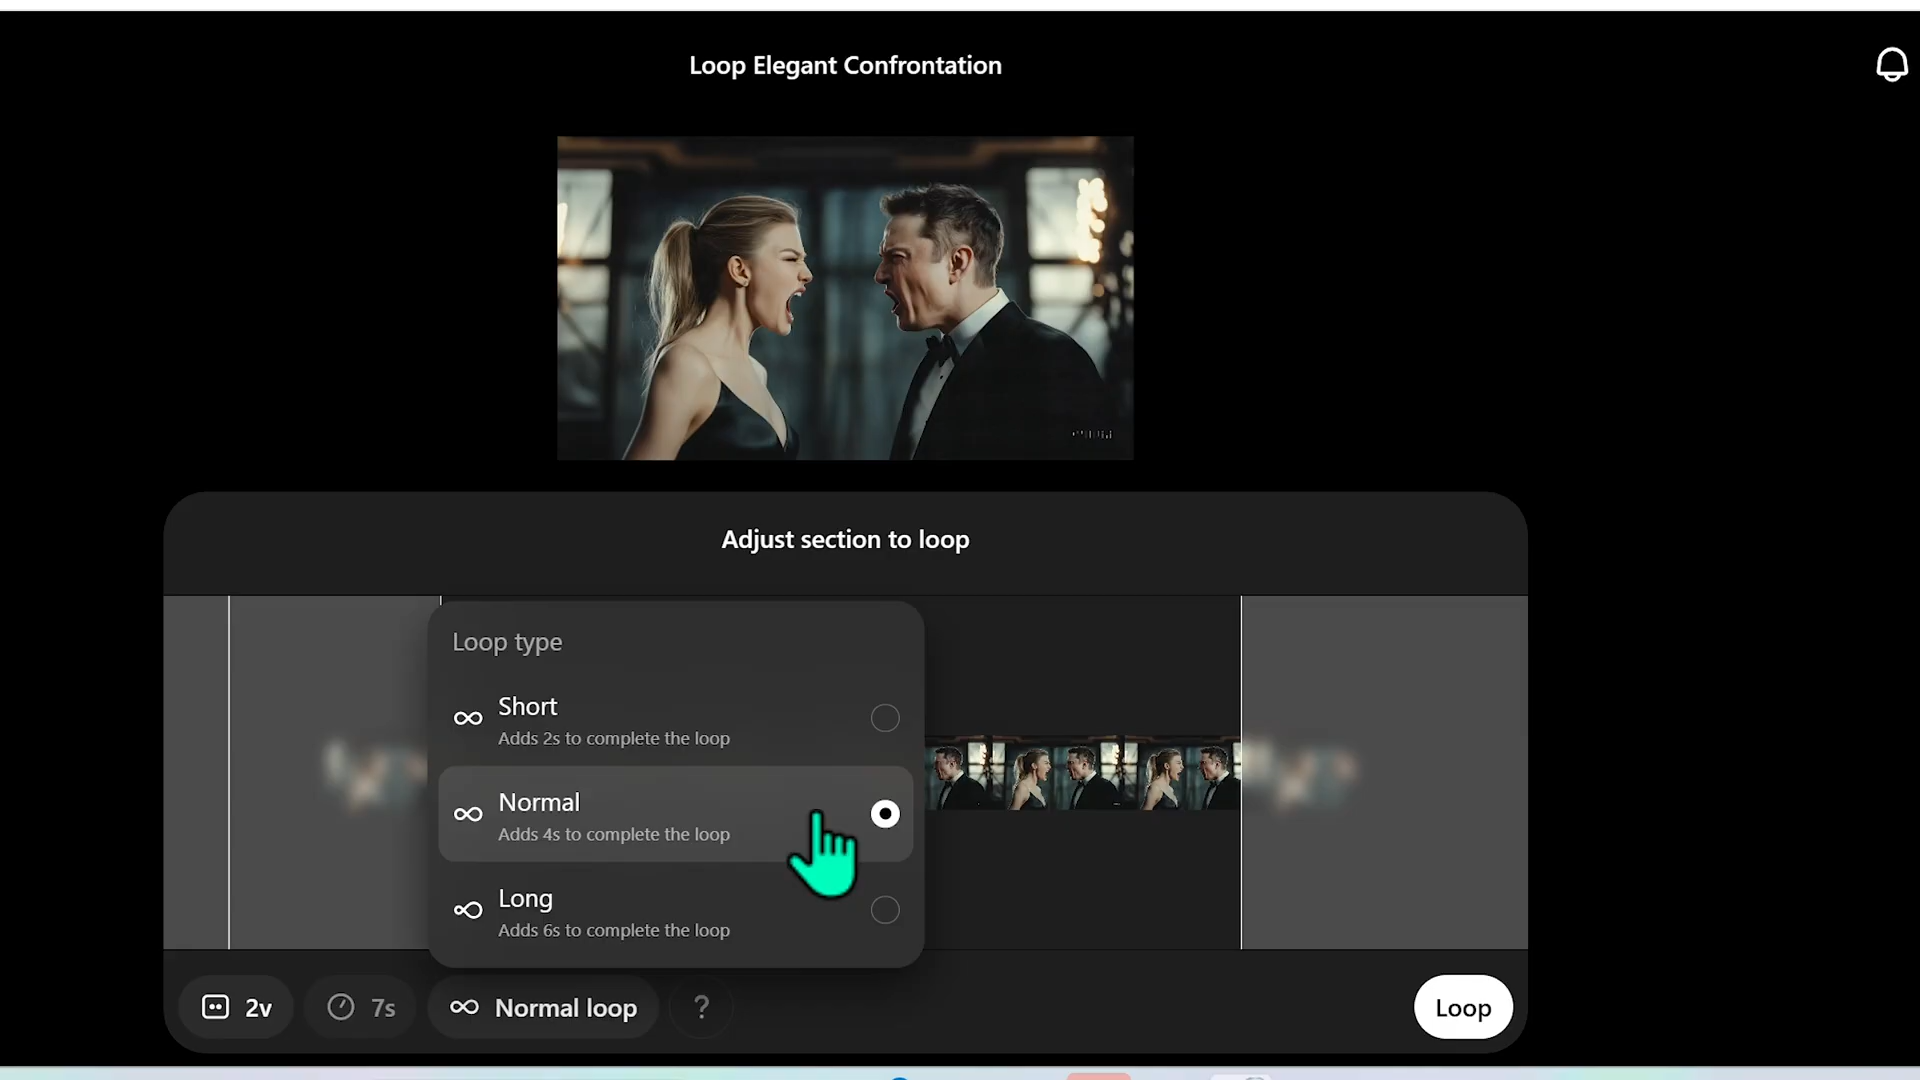 Loop Elegant Confrontation
Adjust section to loop
Loop type
Short
Adds 2s to complete the loop
Normal
Adds 4s to complete the loop
Long
Adds 6s to complete the loop
2v
7s
Normal loop
?
Loop